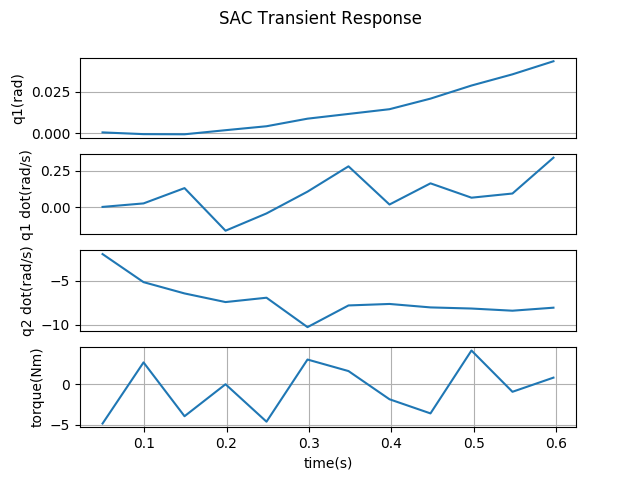 SAC Transient Response
q1(rad)
0.025
0.000
q1 dot(rad/s)
0.25
0.00
q2 dot(rad/s)
−5
−10
torque(Nm)
0
−5
0.1 0.2 0.3 0.4 0.5 0.6
time(s)